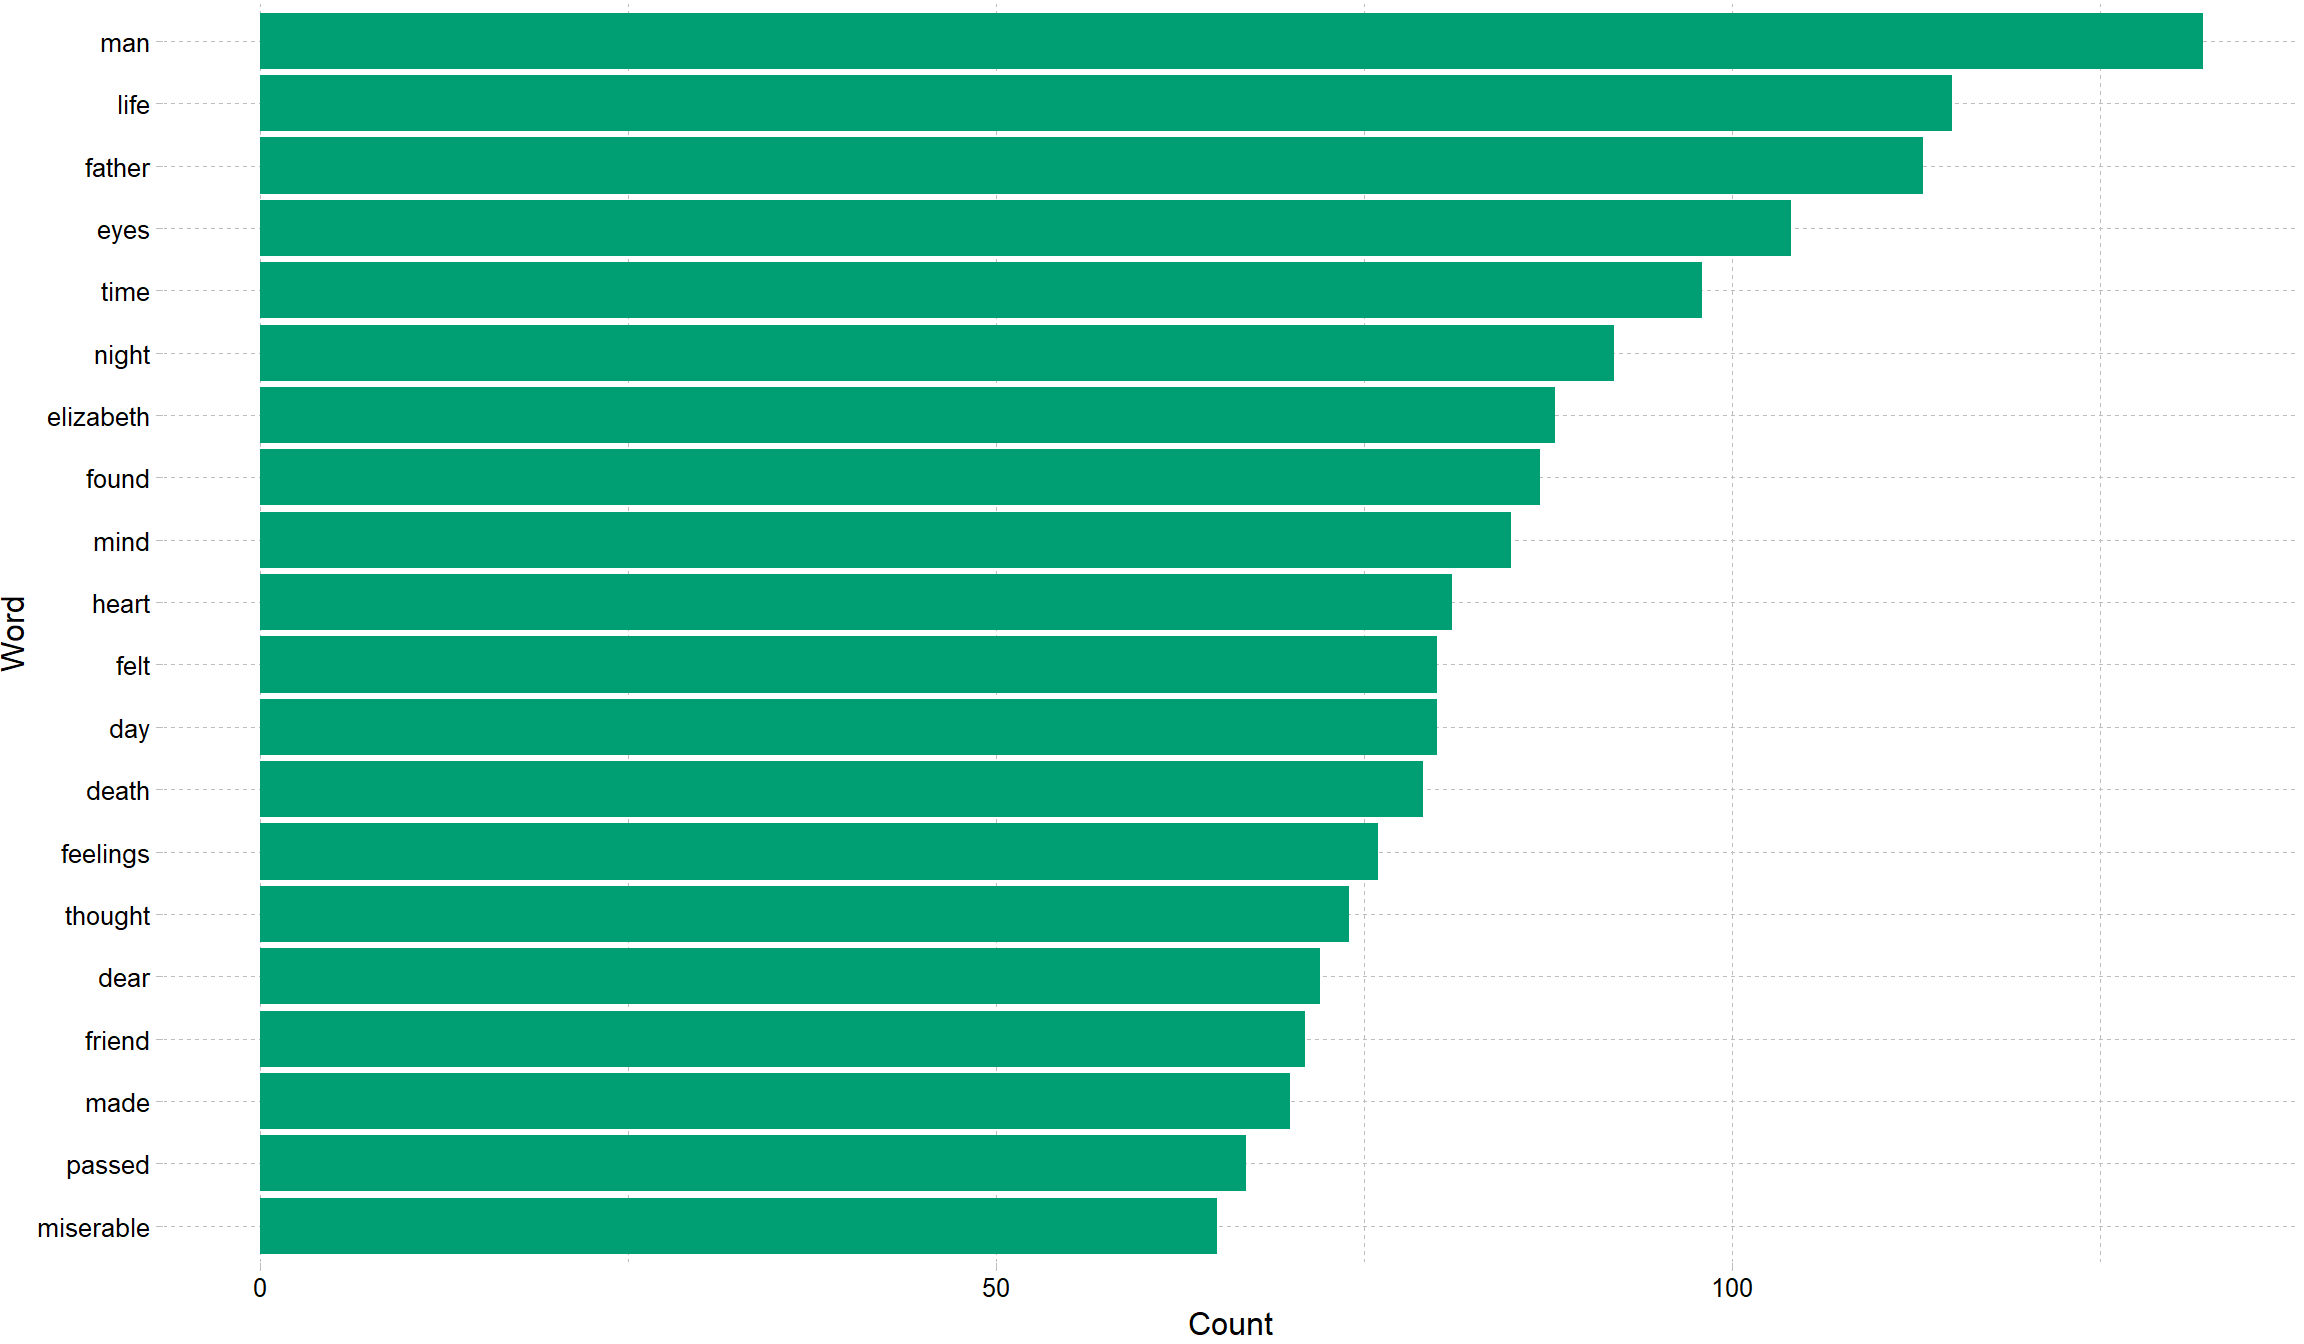 man
life
father
eyes
time
night
elizabeth
found
mind
heart
felt
day
death
feelings
thought
dear
friend
made
passed
miserable
Word
0 50 100
Count